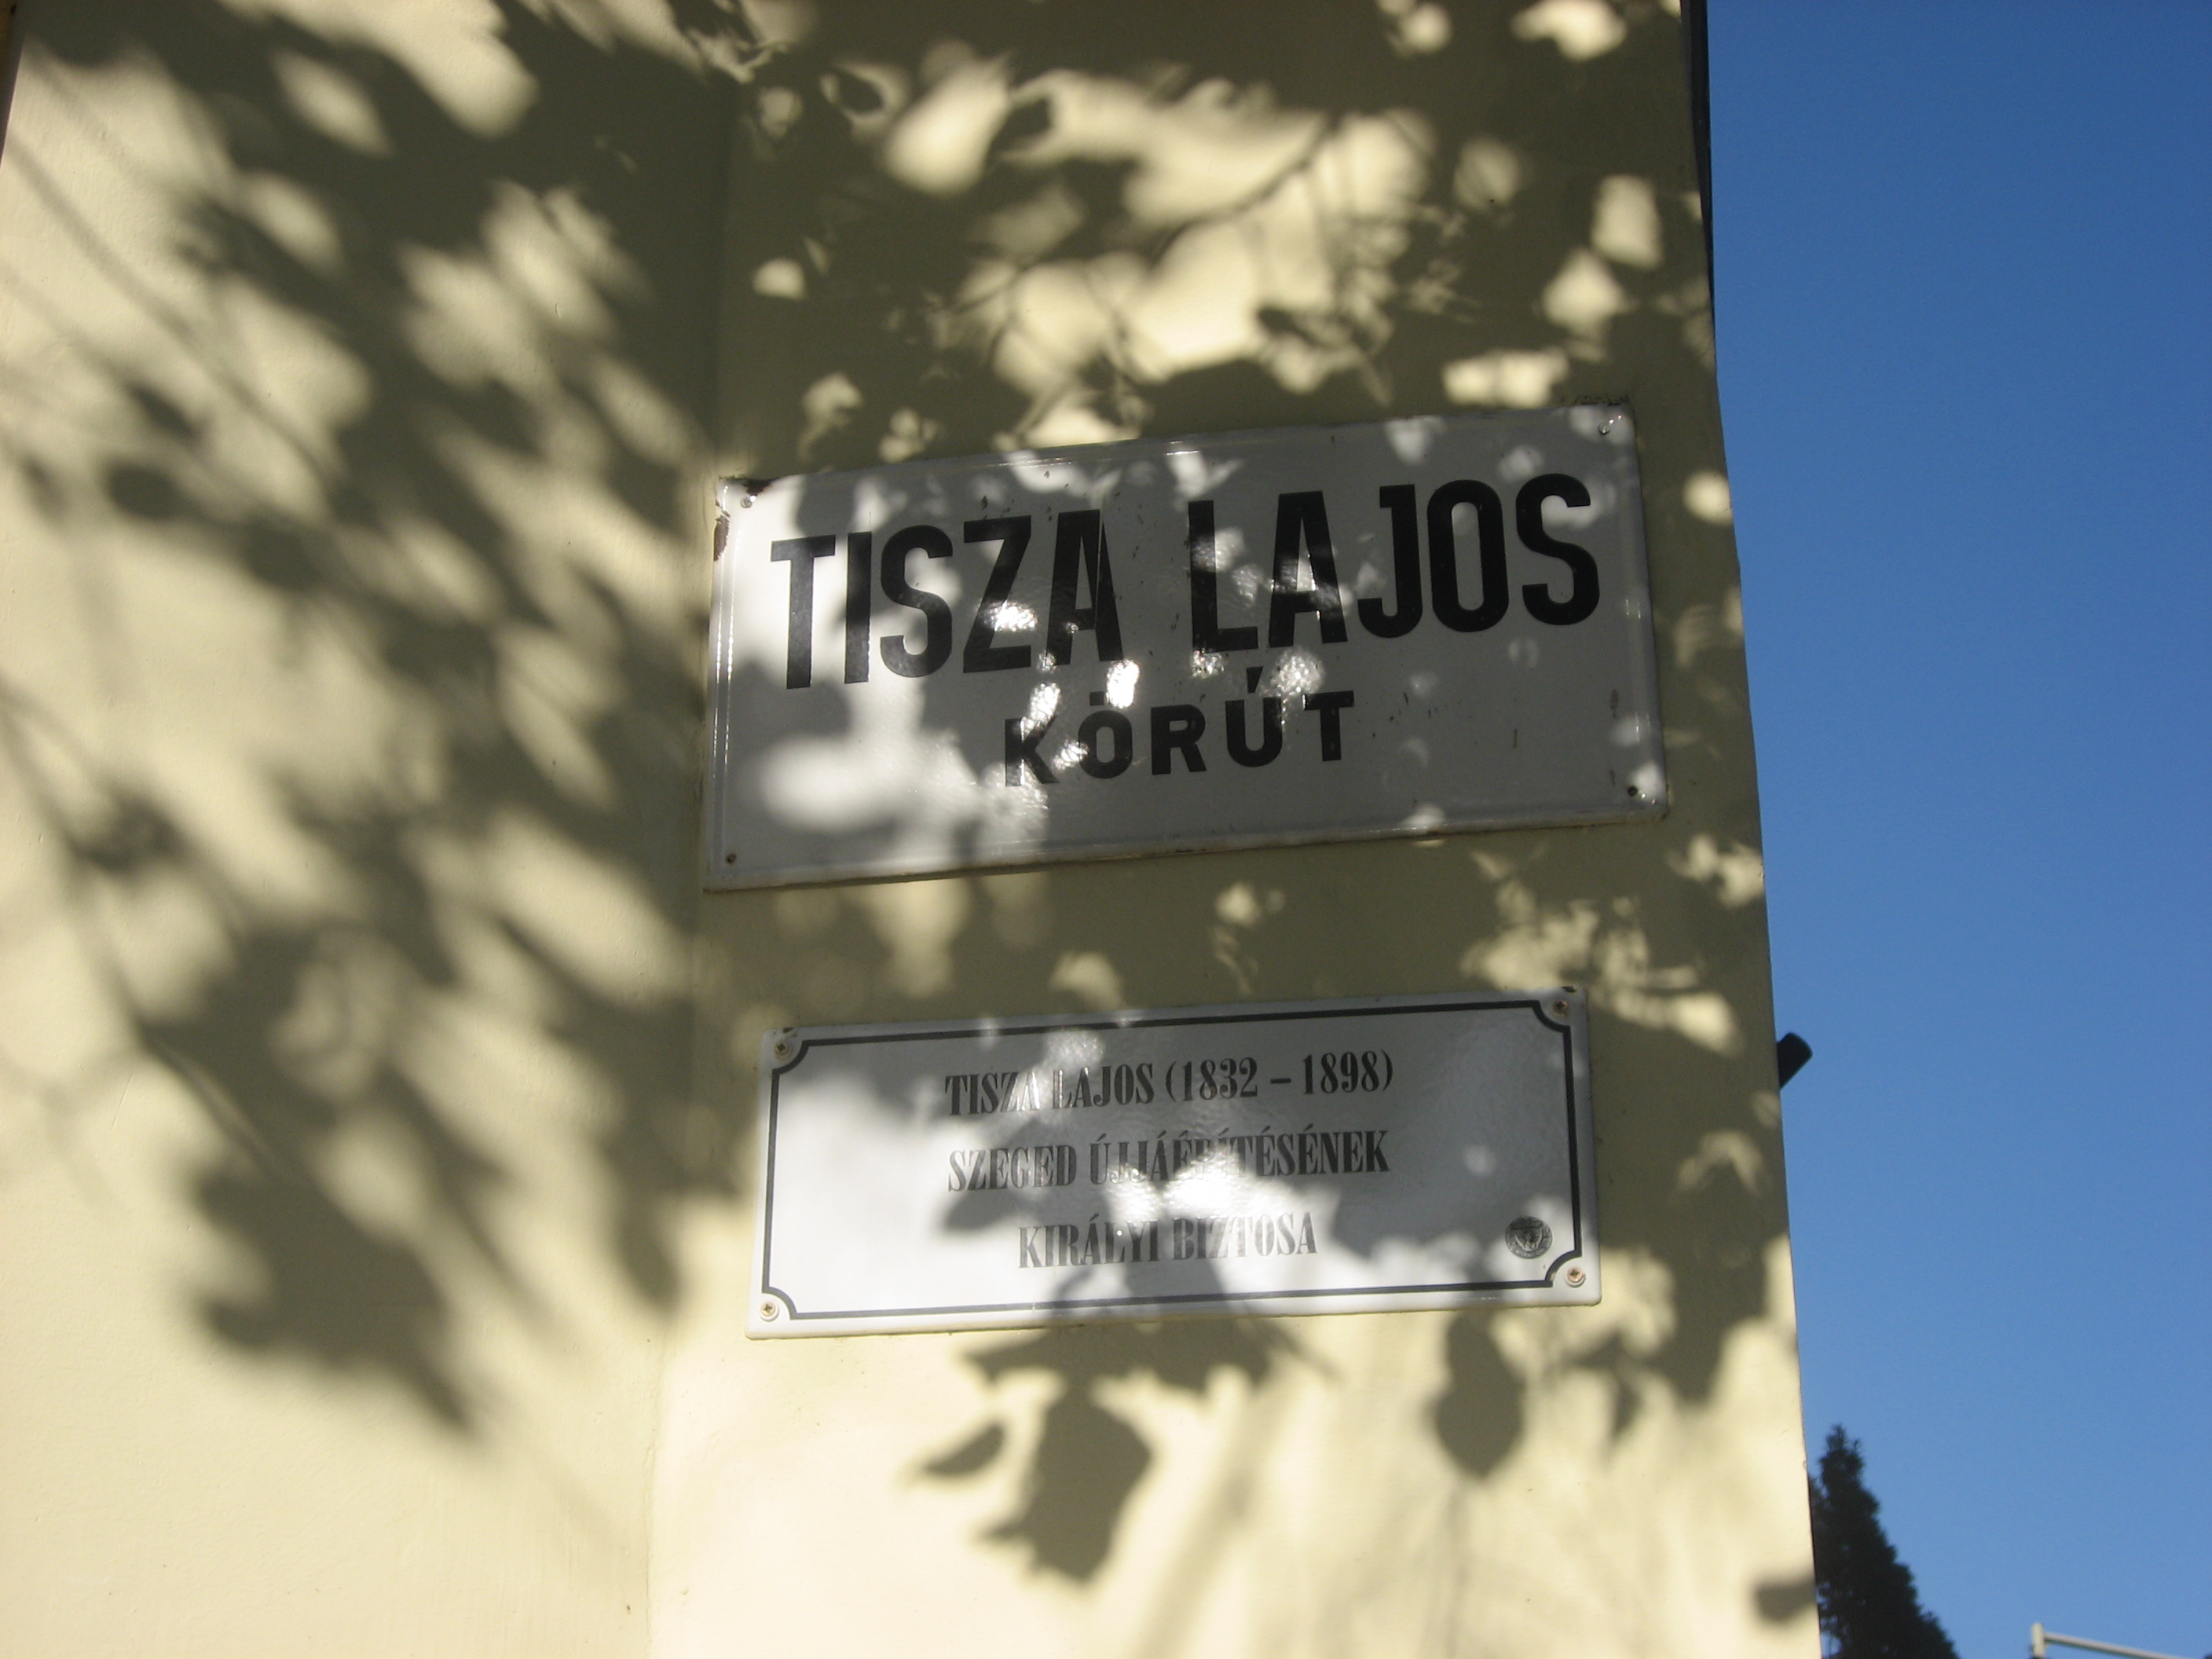 TISZA LAJOS
KÖRÚT
TISZA LAJOS (1832 – 1898)
SZEGED ÚJJÁÉPÍTÉSÉNEK
KIRÁLYI BIZTOSA